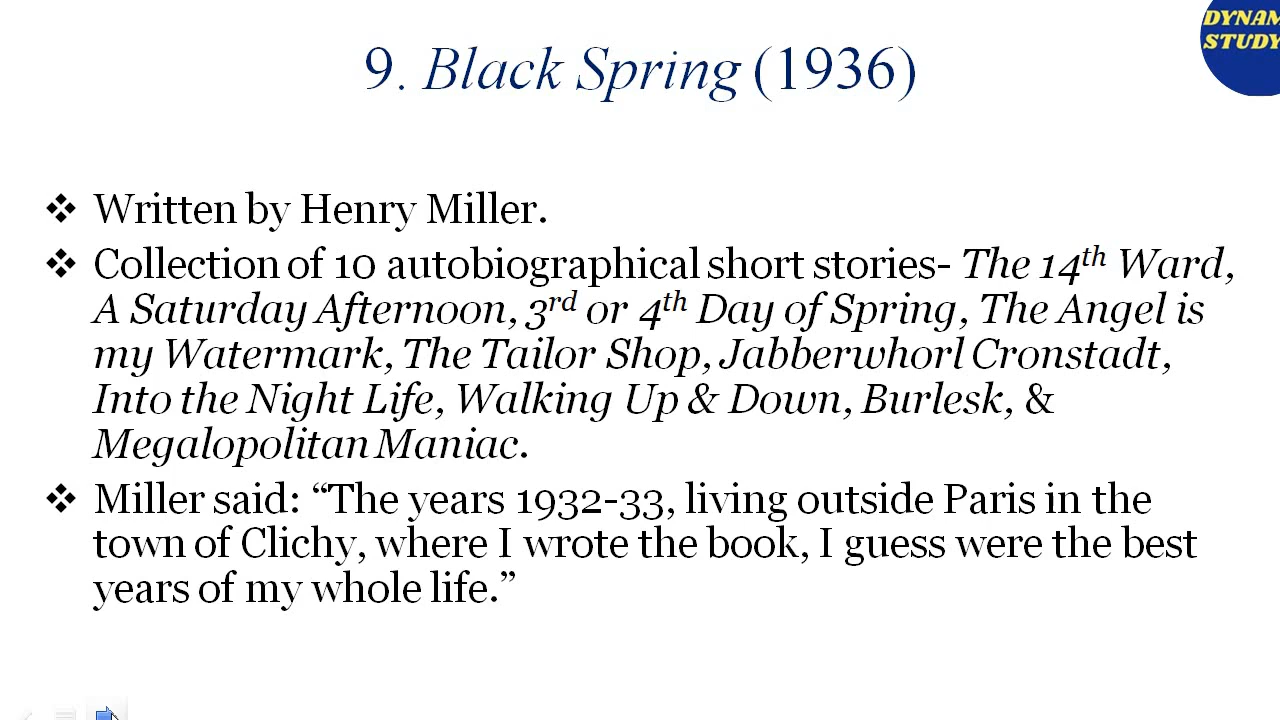 DYNAM
STUDY
9. Black Spring (1936)
❖ Written by Henry Miller.
❖ Collection of 10 autobiographical short stories- The 14th Ward,
A Saturday Afternoon, 3rd or 4th Day of Spring, The Angel is
my Watermark, The Tailor Shop, Jabberwhorl Cronstadt,
Into the Night Life, Walking Up & Down, Burlesk, &
Megalopolitan Maniac.
❖ Miller said: “The years 1932-33, living outside Paris in the
town of Clichy, where I wrote the book, I guess were the best
years of my whole life.”